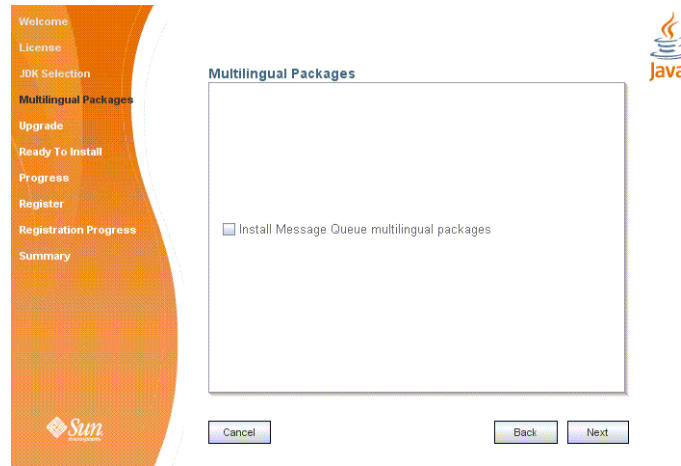 Welcome
License
JDK Selection
Multilingual Packages
Upgrade
Ready To Install
Progress
Register
Registration Progress
Summary
Sun
Multilingual Packages
Install Message Queue multilingual packages
Cancel
Back
Next
Java